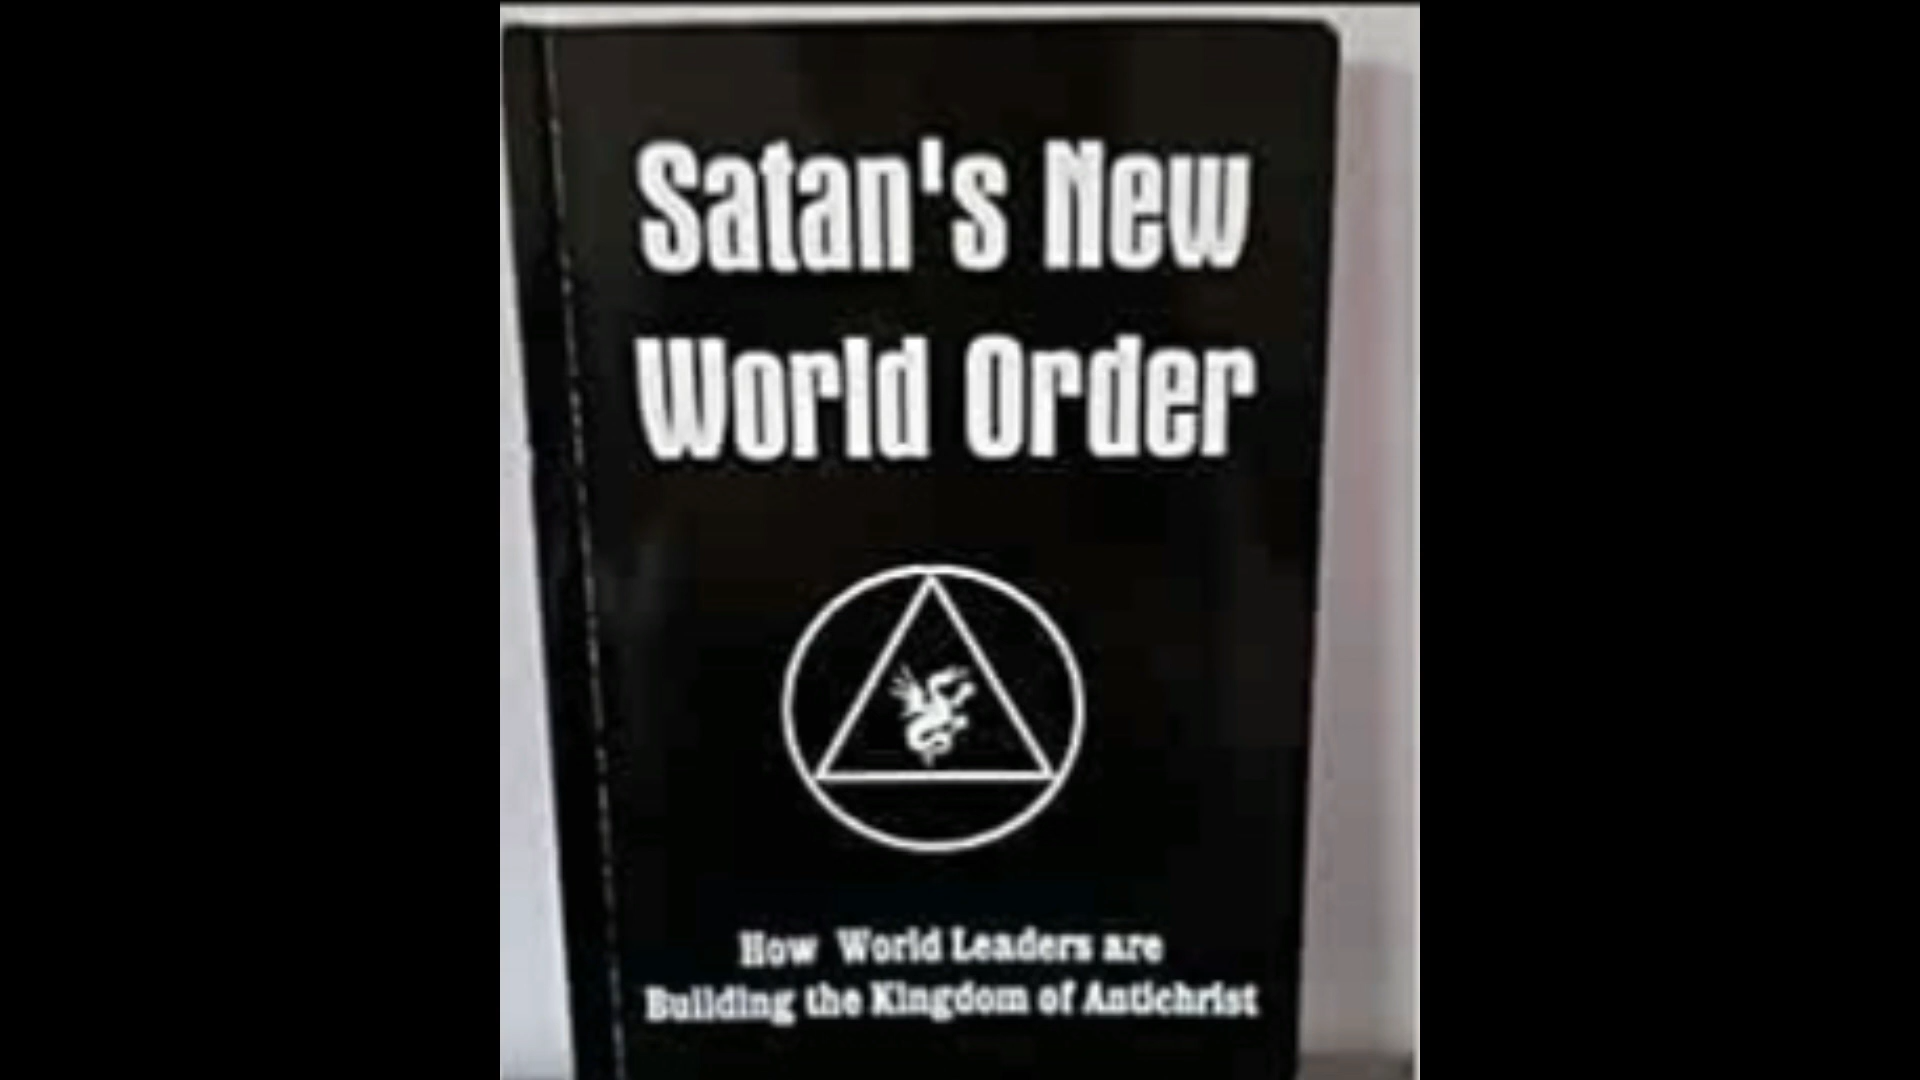 Satan's New
World Order
How World Leaders are
Building the Kingdom of Antichrist